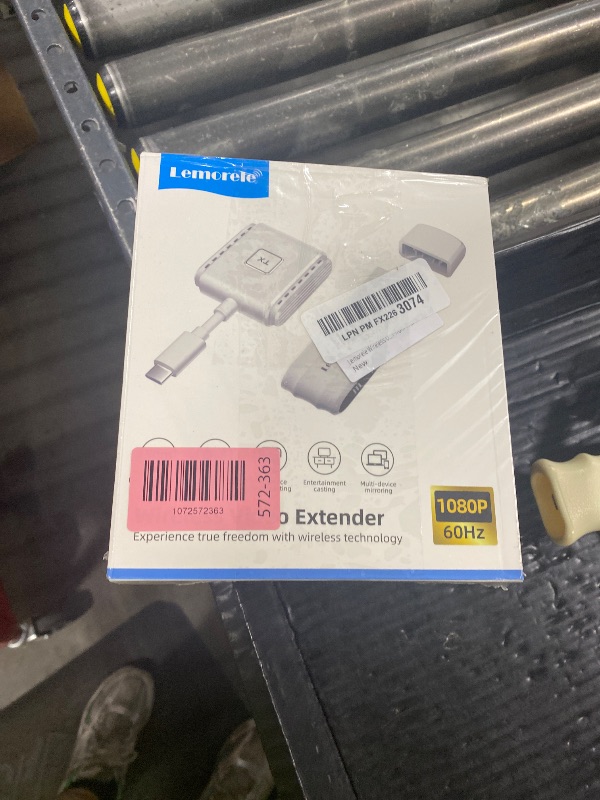 Lemorele
TX
LPN PM FX226 3074
New
Entertainment
casting
Multi-device
mirroring
1072572363
572-363
o Extender
Experience true freedom with wireless technology
1080P
60Hz